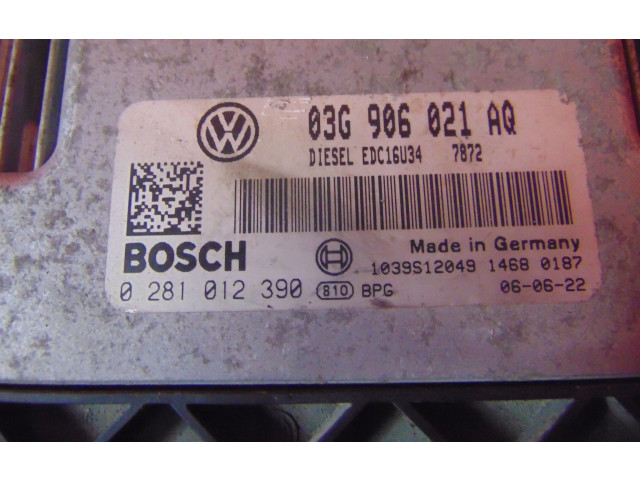 03G 906 021 AQ
DIESEL EDC16U34 7872
BOSCH
Made in Germany
1039S12049 1468 0187
0 281 012 390 810 BPG 06-06-22